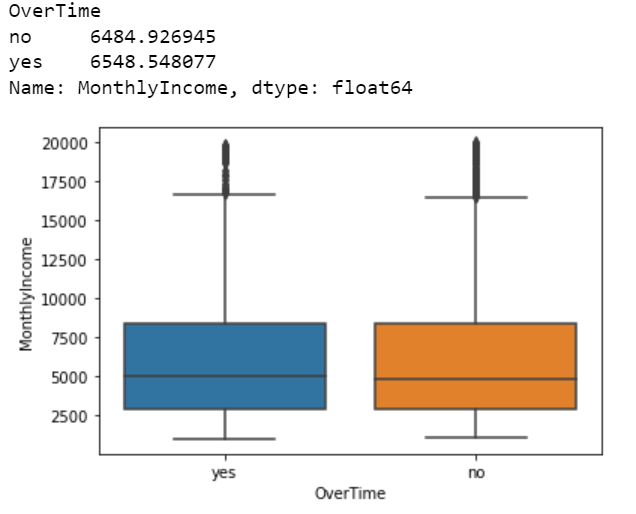 OverTime
no     6484.926945
yes    6548.548077
Name: MonthlyIncome, dtype: float64
20000
17500
15000
12500
10000
7500
5000
2500
MonthlyIncome
yes
no
OverTime